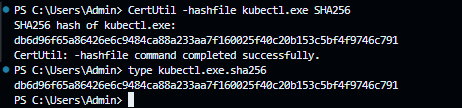 PS C:\Users\Admin> CertUtil -hashfile kubectl.exe SHA256
SHA256 hash of kubectl.exe:
db6d96f65a86426e6c9484ca88a233aa7f160025f40c20b153c5bf4f9746c791
CertUtil: -hashfile command completed successfully.
PS C:\Users\Admin> type kubectl.exe.sha256
db6d96f65a86426e6c9484ca88a233aa7f160025f40c20b153c5bf4f9746c791
PS C:\Users\Admin>